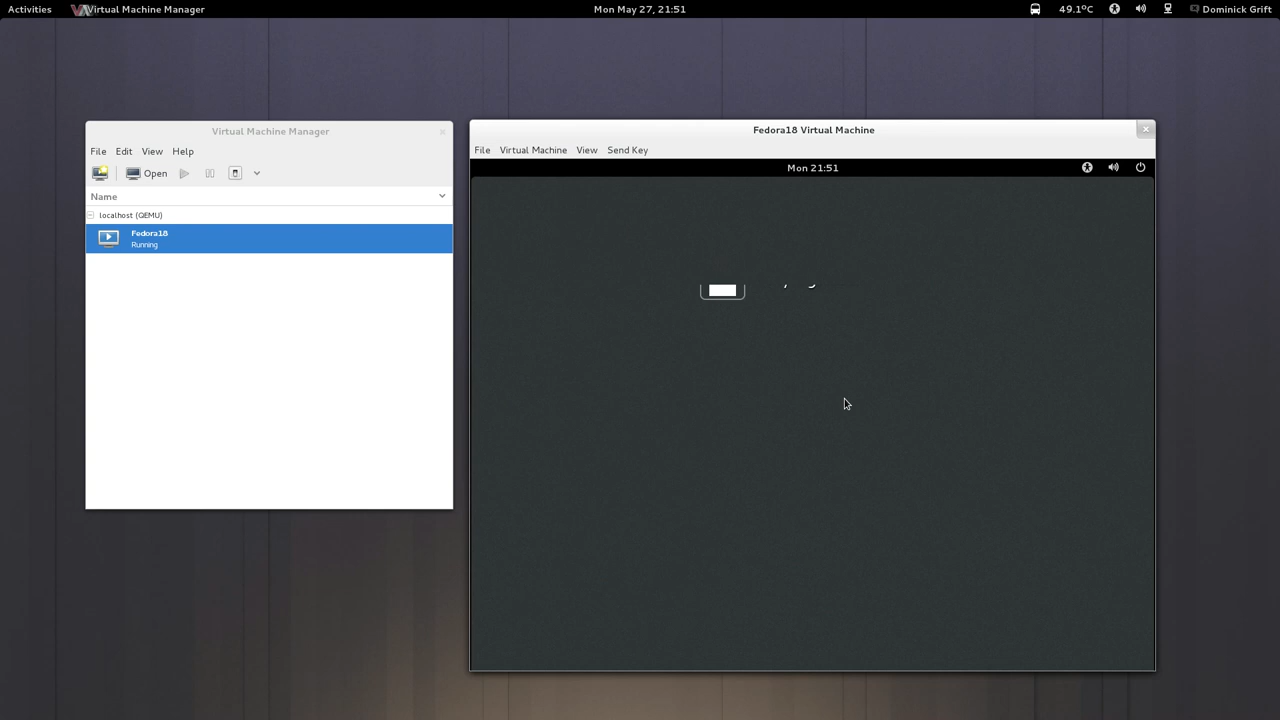 Activities Virtual Machine Manager Mon May 27, 21:51 49.1ºC Dominick Grift
Virtual Machine Manager
File Edit View Help
Open
Name
localhost (QEMU)
Fedora18
Running
Fedora18 Virtual Machine
File Virtual Machine View Send Key
Mon 21:51